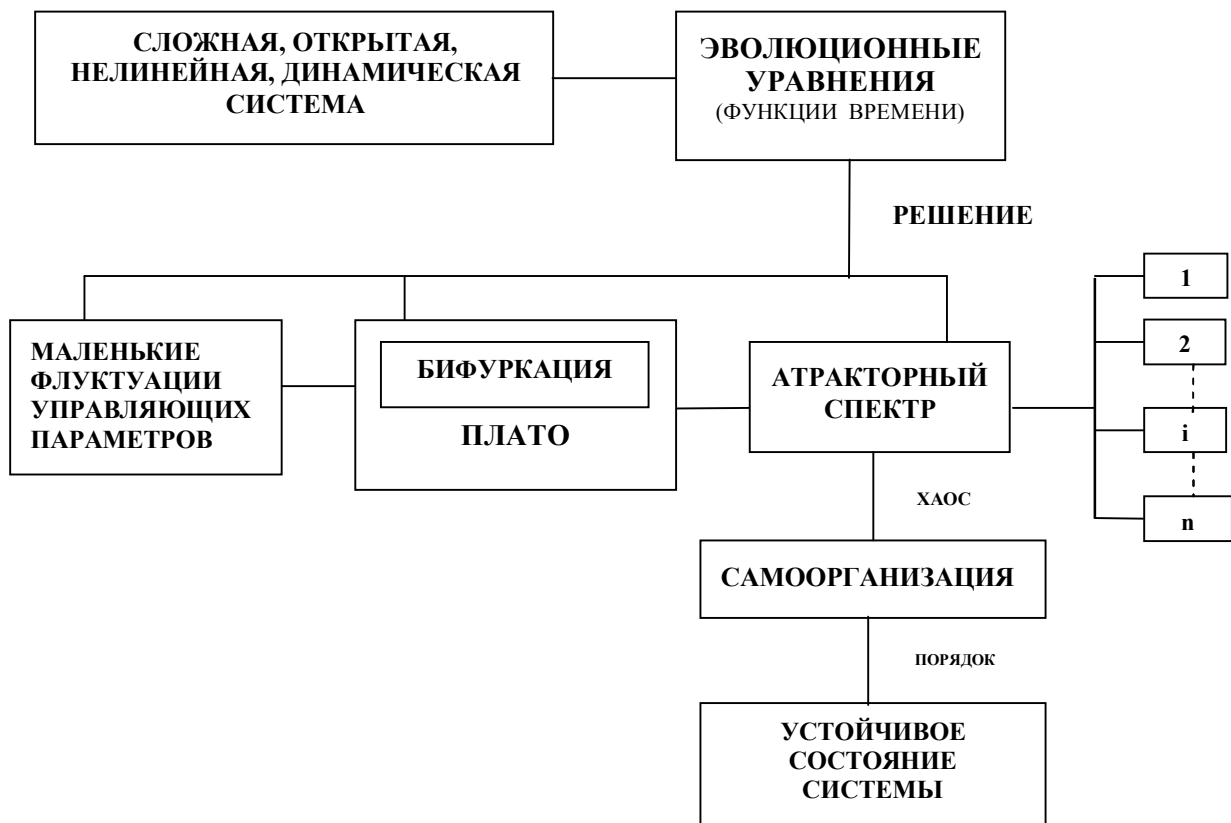 СЛОЖНАЯ, ОТКРЫТАЯ,
НЕЛИНЕЙНАЯ, ДИНАМИЧЕСКАЯ
СИСТЕМА
ЭВОЛЮЦИОННЫЕ
УРАВНЕНИЯ
(ФУНКЦИИ ВРЕМЕНИ)
РЕШЕНИЕ
МАЛЕНЬКИЕ
ФЛУКТУАЦИИ
УПРАВЛЯЮЩИХ
ПАРАМЕТРОВ
БИФУРКАЦИЯ
ПЛАТО
АТРАКТОРНЫЙ
СПЕКТР
1
2
i
n
ХАОС
САМООРГАНИЗАЦИЯ
ПОРЯДОК
УСТОЙЧИВОЕ
СОСТОЯНИЕ
СИСТЕМЫ